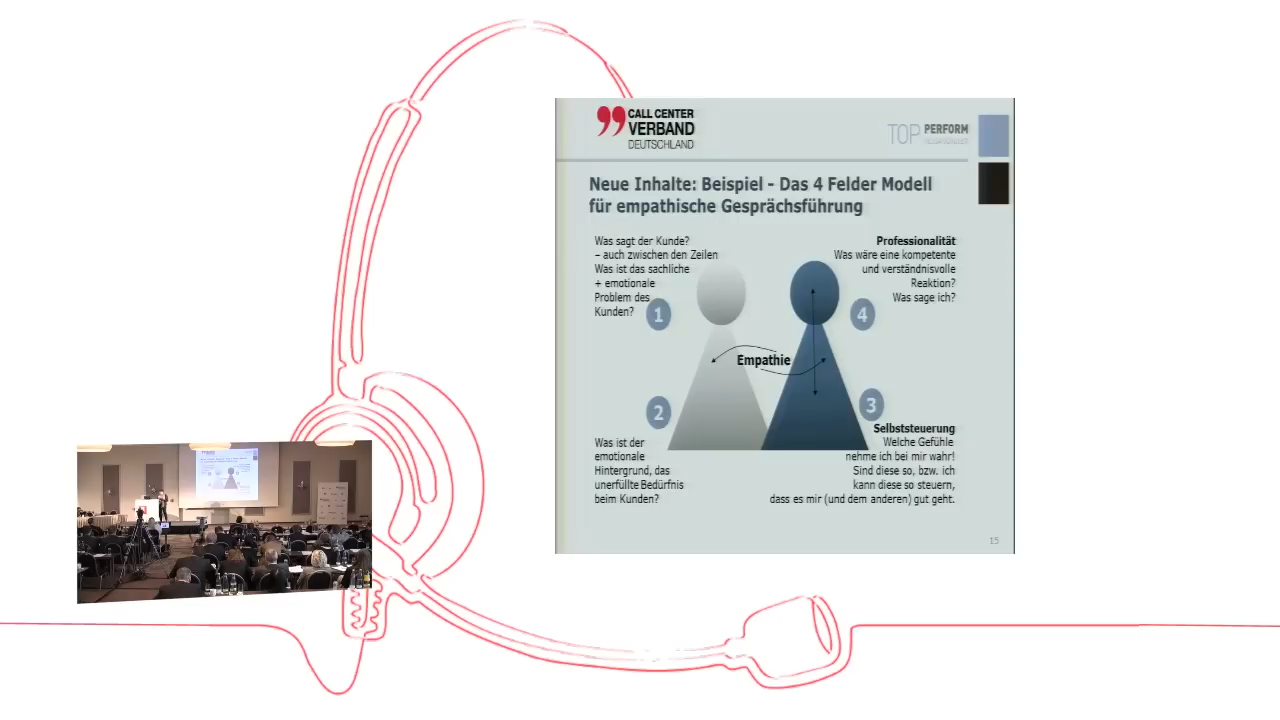 CALL CENTER
VERBAND
DEUTSCHLAND
TOP PERFORM
Neue Inhalte: Beispiel - Das 4 Felder Modell
für empathische Gesprächsführung
Was sagt der Kunde?
– auch zwischen den Zeilen
Was ist das sachliche
+ emotionale
Problem des
Kunden?
1
Professionalität
Was wäre eine kompetente
und verständnisvolle
Reaktion?
Was sage ich?
4
Empathie
2
Was ist der
emotionale
Hintergrund, das
unerfüllte Bedürfnis
beim Kunden?
3
Selbststeuerung
Welche Gefühle
nehme ich bei mir wahr!
Sind diese so, bzw. ich
kann diese so steuern,
dass es mir (und dem anderen) gut geht.
15